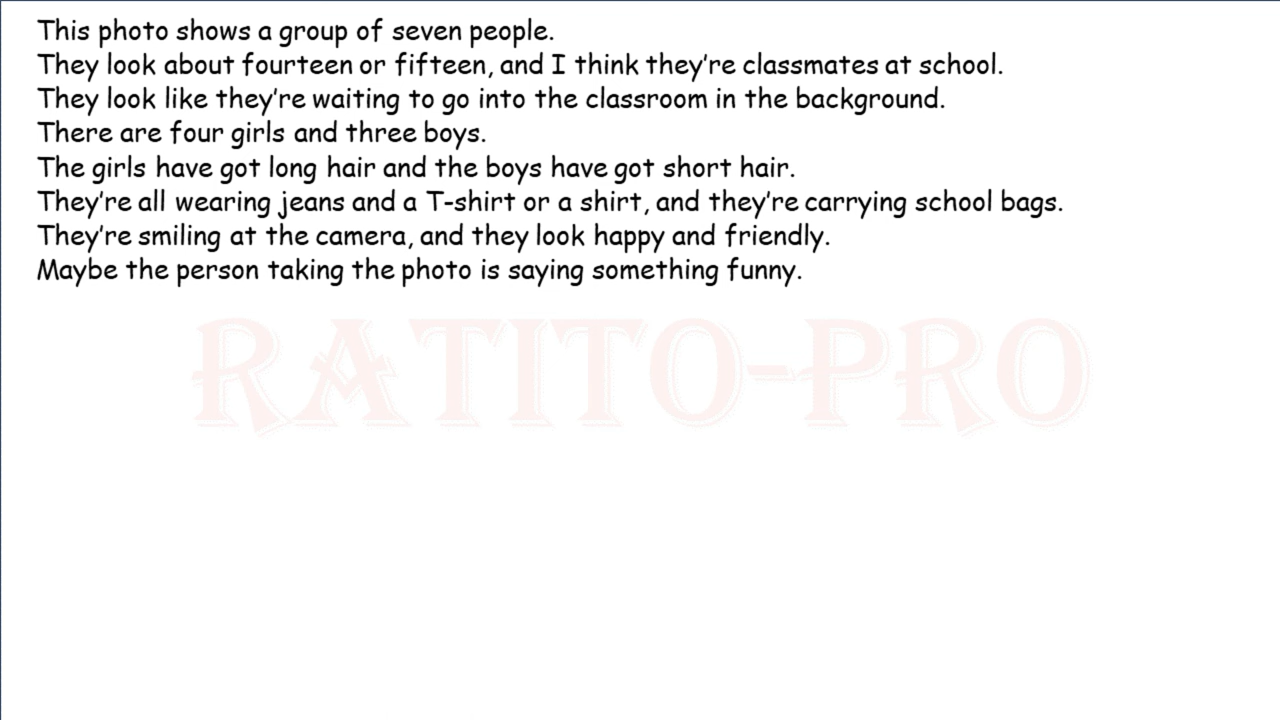 This photo shows a group of seven people.
They look about fourteen or fifteen, and I think they're classmates at school.
They look like they're waiting to go into the classroom in the background.
There are four girls and three boys.
The girls have got long hair and the boys have got short hair.
They're all wearing jeans and a T-shirt or a shirt, and they're carrying school bags.
They're smiling at the camera, and they look happy and friendly.
Maybe the person taking the photo is saying something funny.
RATITO-PRO